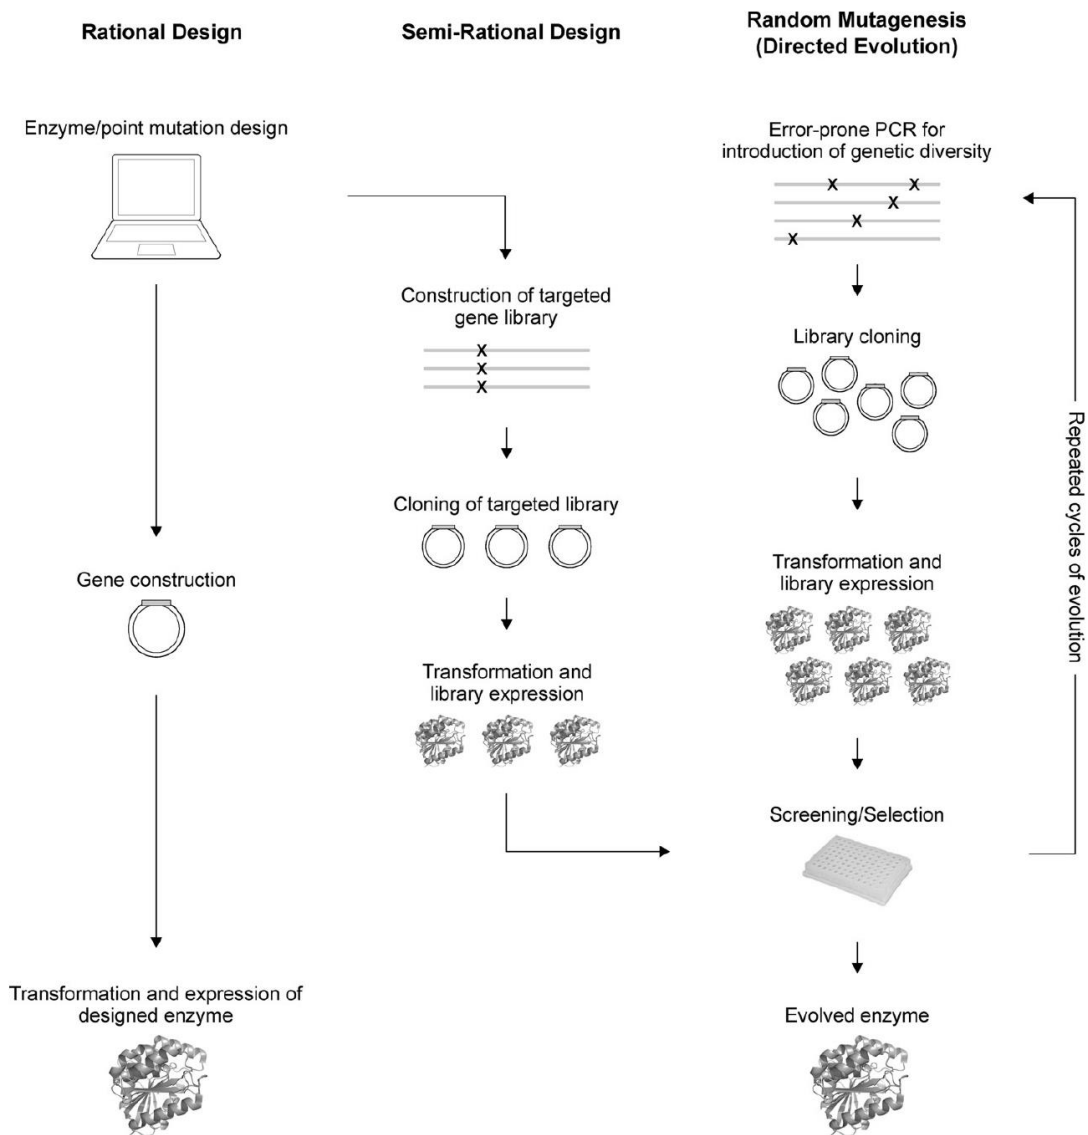 Rational Design
Semi-Rational Design
Random Mutagenesis
(Directed Evolution)
Enzyme/point mutation design
Error-prone PCR for
introduction of genetic diversity
X X
X
X
X
Construction of targeted
gene library
X
X
X
Library cloning
Cloning of targeted library
Gene construction
Transformation and
library expression
Transformation and
library expression
Repeated cycles of evolution
Screening/Selection
Transformation and expression of
designed enzyme
Evolved enzyme